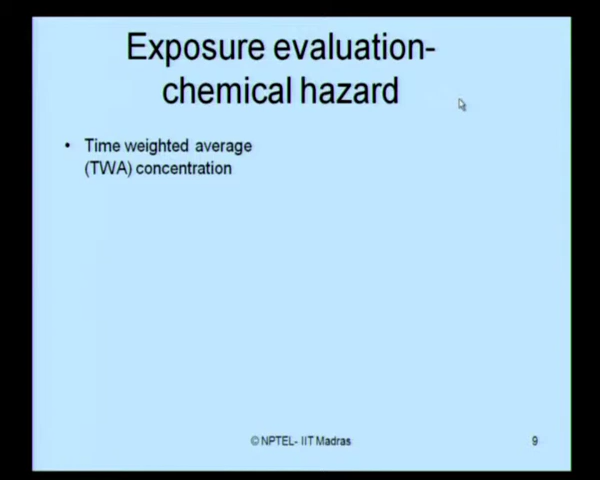 Exposure evaluation-
chemical hazard
• Time weighted average
(TWA) concentration
© NPTEL- IIT Madras
9